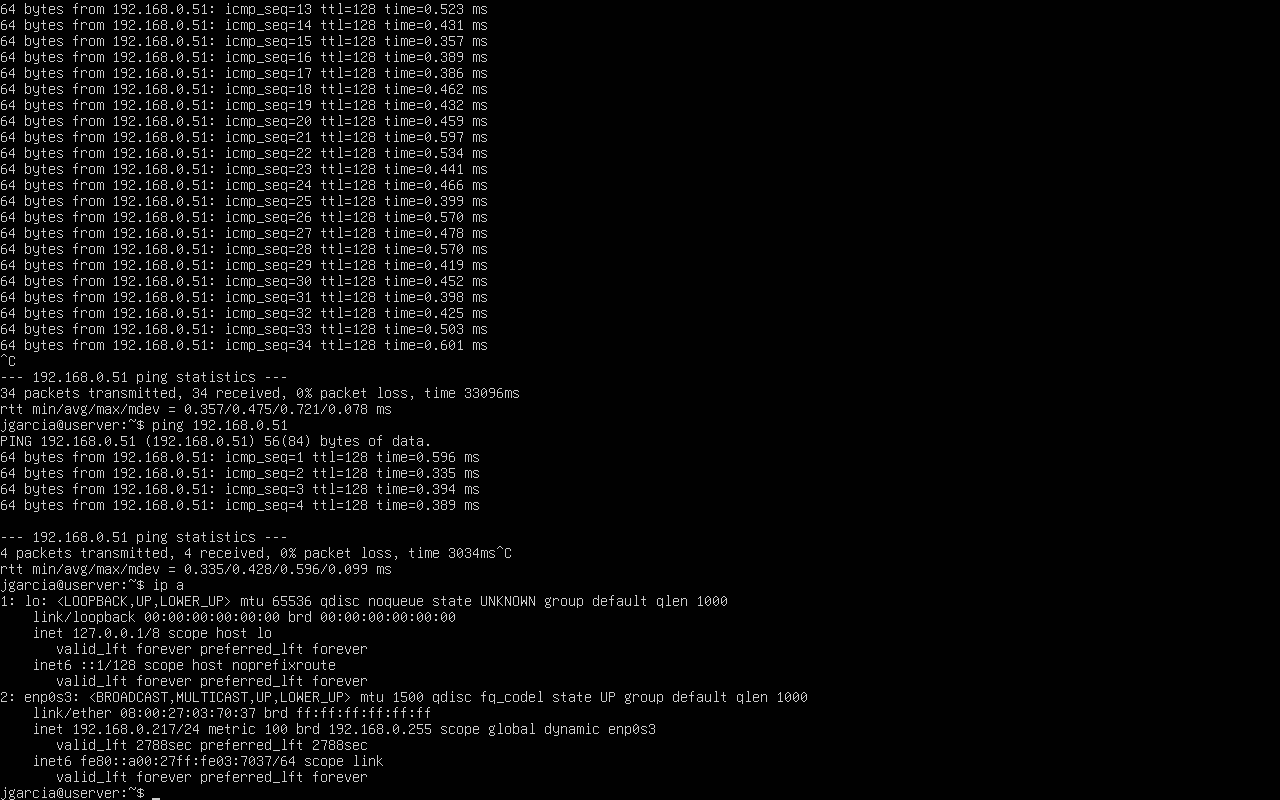 64 bytes from 192.168.0.51: icmp_seq=13 ttl=128 time=0.523 ms
64 bytes from 192.168.0.51: icmp_seq=14 ttl=128 time=0.431 ms
64 bytes from 192.168.0.51: icmp_seq=15 ttl=128 time=0.357 ms
64 bytes from 192.168.0.51: icmp_seq=16 ttl=128 time=0.389 ms
64 bytes from 192.168.0.51: icmp_seq=17 ttl=128 time=0.386 ms
64 bytes from 192.168.0.51: icmp_seq=18 ttl=128 time=0.462 ms
64 bytes from 192.168.0.51: icmp_seq=19 ttl=128 time=0.432 ms
64 bytes from 192.168.0.51: icmp_seq=20 ttl=128 time=0.459 ms
64 bytes from 192.168.0.51: icmp_seq=21 ttl=128 time=0.597 ms
64 bytes from 192.168.0.51: icmp_seq=22 ttl=128 time=0.534 ms
64 bytes from 192.168.0.51: icmp_seq=23 ttl=128 time=0.441 ms
64 bytes from 192.168.0.51: icmp_seq=24 ttl=128 time=0.466 ms
64 bytes from 192.168.0.51: icmp_seq=25 ttl=128 time=0.399 ms
64 bytes from 192.168.0.51: icmp_seq=26 ttl=128 time=0.570 ms
64 bytes from 192.168.0.51: icmp_seq=27 ttl=128 time=0.478 ms
64 bytes from 192.168.0.51: icmp_seq=28 ttl=128 time=0.570 ms
64 bytes from 192.168.0.51: icmp_seq=29 ttl=128 time=0.419 ms
64 bytes from 192.168.0.51: icmp_seq=30 ttl=128 time=0.452 ms
64 bytes from 192.168.0.51: icmp_seq=31 ttl=128 time=0.398 ms
64 bytes from 192.168.0.51: icmp_seq=32 ttl=128 time=0.425 ms
64 bytes from 192.168.0.51: icmp_seq=33 ttl=128 time=0.503 ms
64 bytes from 192.168.0.51: icmp_seq=34 ttl=128 time=0.601 ms
^C
--- 192.168.0.51 ping statistics ---
34 packets transmitted, 34 received, 0% packet loss, time 33096ms
rtt min/avg/max/mdev = 0.357/0.475/0.721/0.078 ms
jgarcia@userver:~$ ping 192.168.0.51
PING 192.168.0.51 (192.168.0.51) 56(84) bytes of data.
64 bytes from 192.168.0.51: icmp_seq=1 ttl=128 time=0.596 ms
64 bytes from 192.168.0.51: icmp_seq=2 ttl=128 time=0.335 ms
64 bytes from 192.168.0.51: icmp_seq=3 ttl=128 time=0.394 ms
64 bytes from 192.168.0.51: icmp_seq=4 ttl=128 time=0.389 ms
--- 192.168.0.51 ping statistics ---
4 packets transmitted, 4 received, 0% packet loss, time 3034ms^C
rtt min/avg/max/mdev = 0.335/0.428/0.596/0.099 ms
jgarcia@userver:~$ ip a
1: lo: <LOOPBACK,UP,LOWER_UP> mtu 65536 qdisc noqueue state UNKNOWN group default qlen 1000
    link/loopback 00:00:00:00:00:00 brd 00:00:00:00:00:00
    inet 127.0.0.1/8 scope host lo
       valid_lft forever preferred_lft forever
    inet6 ::1/128 scope host noprefixroute
       valid_lft forever preferred_lft forever
2: enp0s3: <BROADCAST,MULTICAST,UP,LOWER_UP> mtu 1500 qdisc fq_codel state UP group default qlen 1000
    link/ether 08:00:27:03:70:37 brd ff:ff:ff:ff:ff:ff
    inet 192.168.0.217/24 metric 100 brd 192.168.0.255 scope global dynamic enp0s3
       valid_lft 2788sec preferred_lft 2788sec
    inet6 fe80::a00:27ff:fe03:7037/64 scope link
       valid_lft forever preferred_lft forever
jgarcia@userver:~$ _